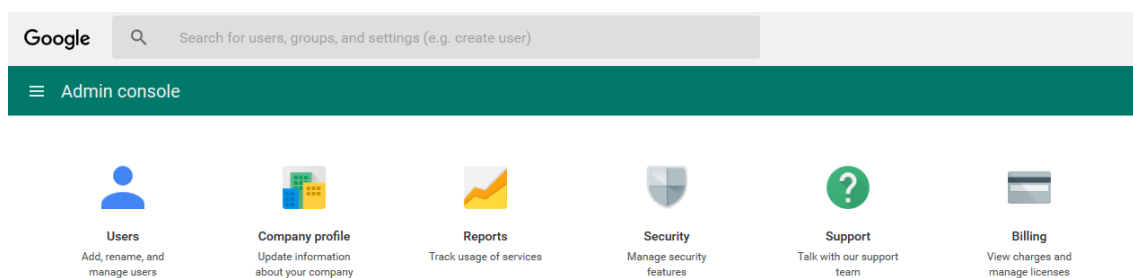 Google
Search for users, groups, and settings (e.g. create user)
Admin console
Users
Add, rename, and
manage users
Company profile
Update information
about your company
Reports
Track usage of services
Security
Manage security
features
Support
Talk with our support
team
Billing
View charges and
manage licenses